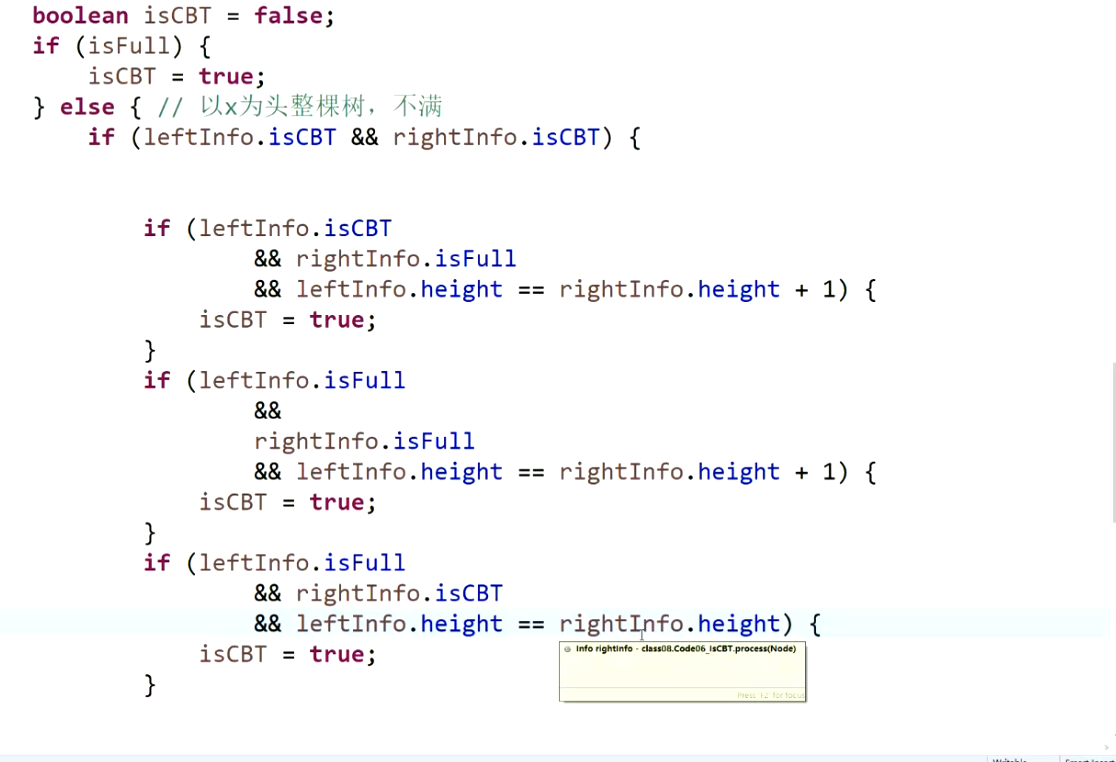 boolean isCBT = false;
if (isFull) {
isCBT = true;
} else { // 以x为头整棵树，不满
if (leftInfo.isCBT && rightInfo.isCBT) {
if (leftInfo.isCBT
&& rightInfo.isFull
&& leftInfo.height == rightInfo.height + 1) {
isCBT = true;
}
if (leftInfo.isFull
&&
rightInfo.isFull
&& leftInfo.height == rightInfo.height + 1) {
isCBT = true;
}
if (leftInfo.isFull
&& rightInfo.isCBT
&& leftInfo.height == rightInfo.height) {
isCBT = true;
Info rightInfo - class08.Code06_IsCBT.process(Node)
Press 'F2' for focus
}